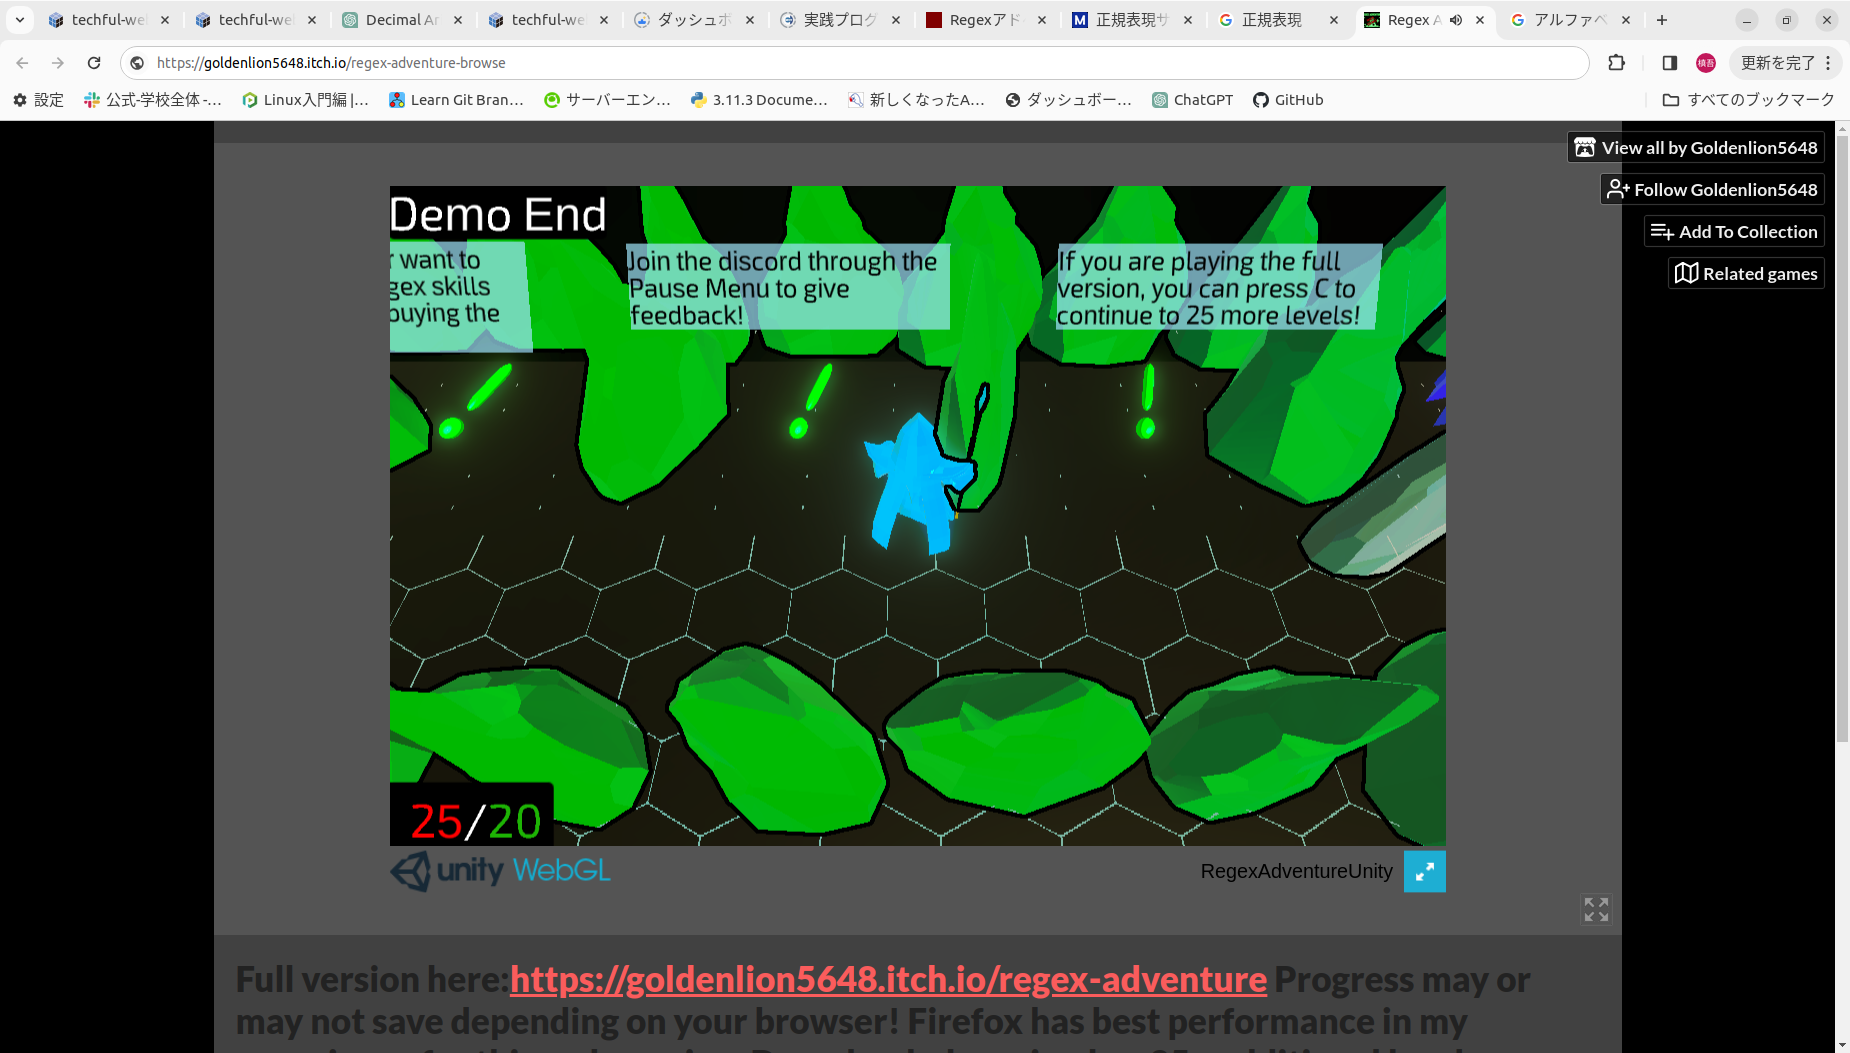 techful-we
techful-we
Decimal Ar
techful-we
ダッシュボ
実践プログ
Regexアド
正規表現サ
正規表現
Regex A
アルファベ
https://goldenlion5648.itch.io/regex-adventure-browse
更新を完了
設定
公式-学校全体 -...
Linux入門編 |...
Learn Git Bran...
サーバーエン...
3.11.3 Docume...
新しくなったA...
ダッシュボー...
ChatGPT
GitHub
すべてのブックマーク
View all by Goldenlion5648
Follow Goldenlion5648
Add To Collection
Related games
Demo End
want to
gex skills
buying the
Join the discord through the
Pause Menu to give
feedback!
If you are playing the full
version, you can press C to
continue to 25 more levels!
25/20
unity WebGL
RegexAdventureUnity
Full version here:https://goldenlion5648.itch.io/regex-adventure Progress may or
may not save depending on your browser! Firefox has best performance in my